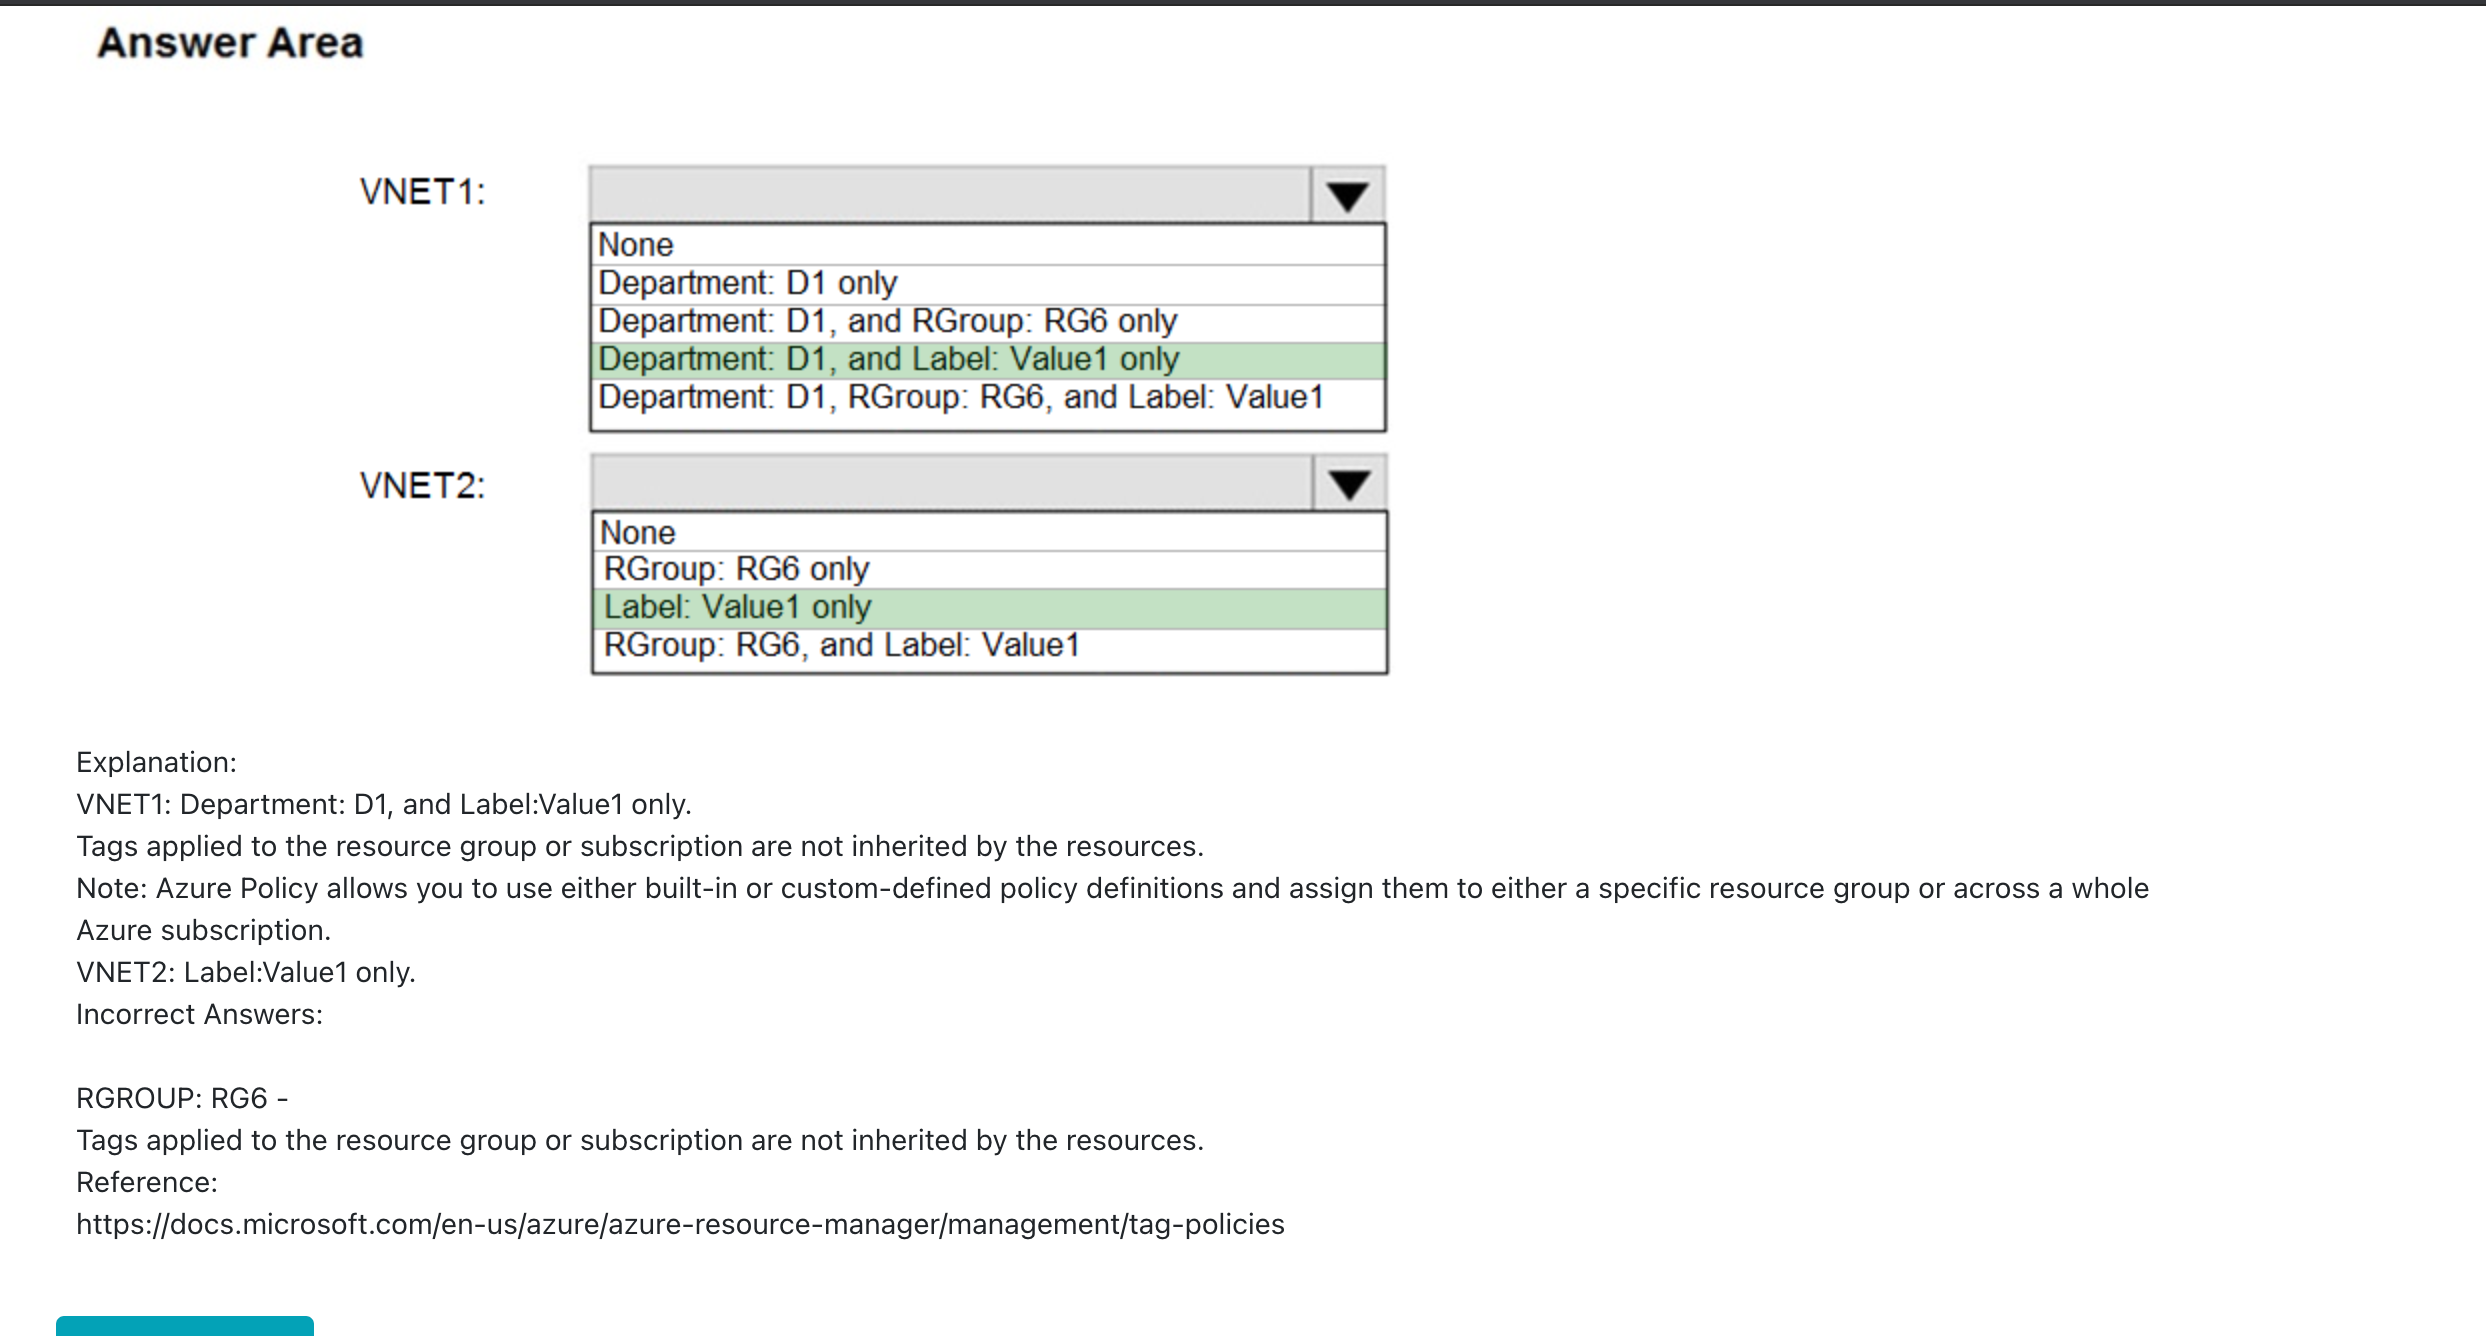 Answer Area
VNET1:
None
Department: D1 only
Department: D1, and RGroup: RG6 only
Department: D1, and Label: Value1 only
Department: D1, RGroup: RG6, and Label: Value1
VNET2:
None
RGroup: RG6 only
Label: Value1 only
RGroup: RG6, and Label: Value1
Explanation:
VNET1: Department: D1, and Label:Value1 only.
Tags applied to the resource group or subscription are not inherited by the resources.
Note: Azure Policy allows you to use either built-in or custom-defined policy definitions and assign them to either a specific resource group or across a whole
Azure subscription.
VNET2: Label:Value1 only.
Incorrect Answers:
RGROUP: RG6 -
Tags applied to the resource group or subscription are not inherited by the resources.
Reference:
https://docs.microsoft.com/en-us/azure/azure-resource-manager/management/tag-policies